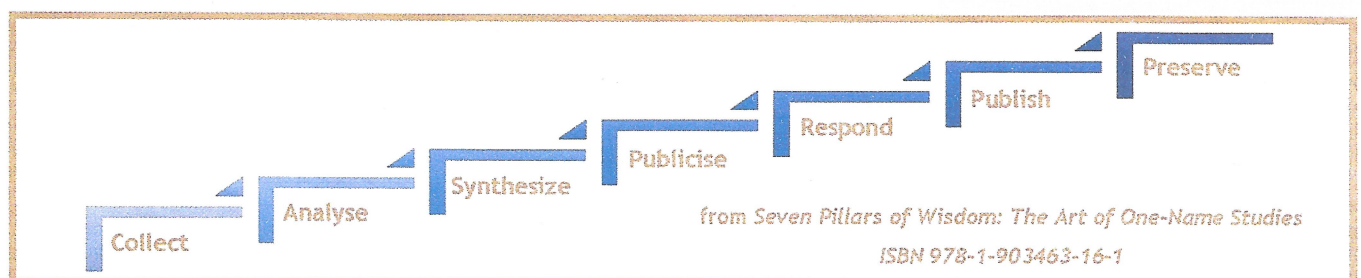 Collect
Analyse
Synthesize
Publicise
Respond
Publish
Preserve
from Seven Pillars of Wisdom: The Art of One-Name Studies
ISBN 978-1-903463-16-1